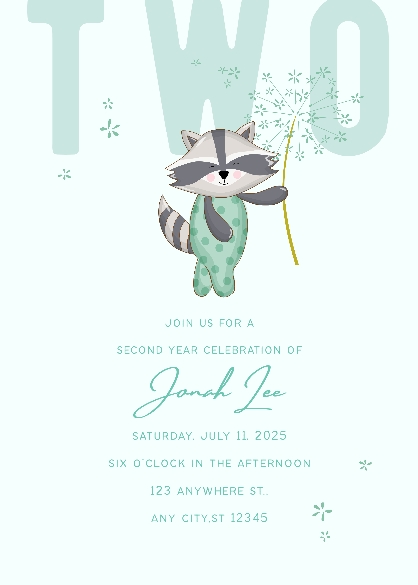 TWO
JOIN US FOR A
SECOND YEAR CELEBRATION OF
Jonah Lee
SATURDAY, JULY 11, 2025
SIX O'CLOCK IN THE AFTERNOON
123 ANYWHERE ST.,
ANY CITY,ST 12345